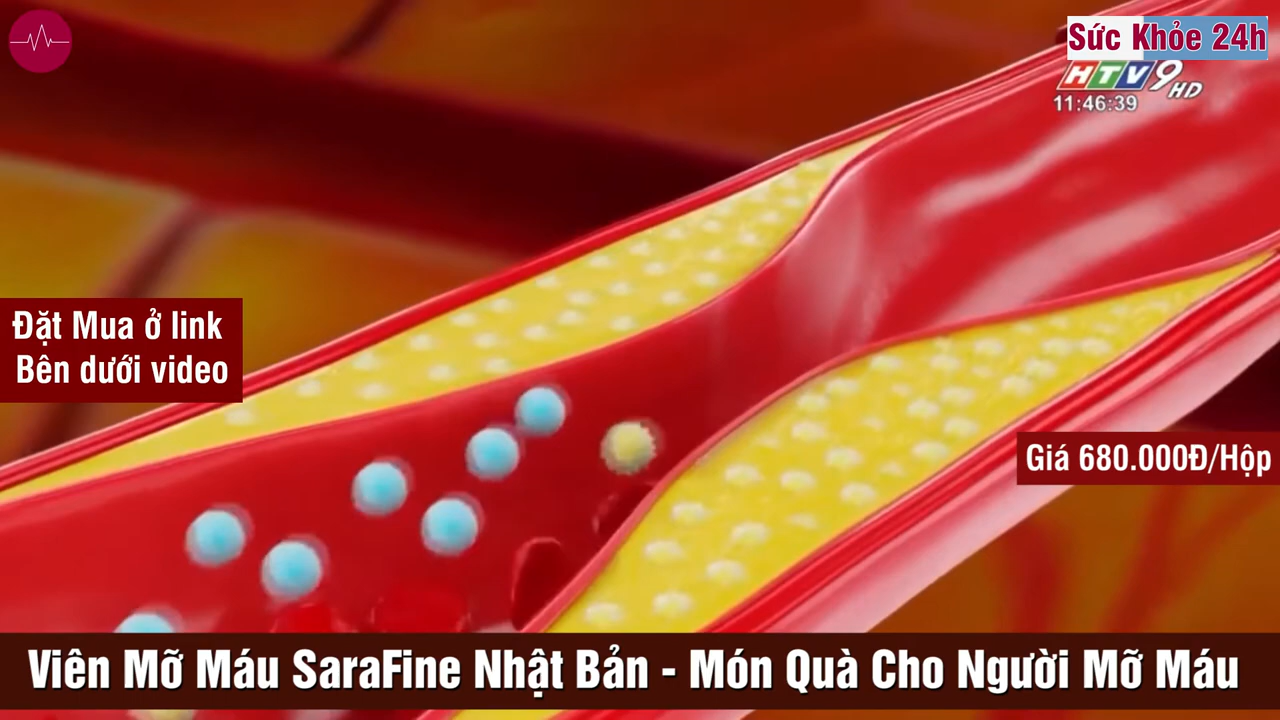 Sức Khỏe 24h
HTV9 HD
11:46:39
Đặt Mua ở link
Bên dưới video
Giá 680.000Đ/Hộp
Viên Mỡ Máu SaraFine Nhật Bản - Món Quà Cho Người Mỡ Máu